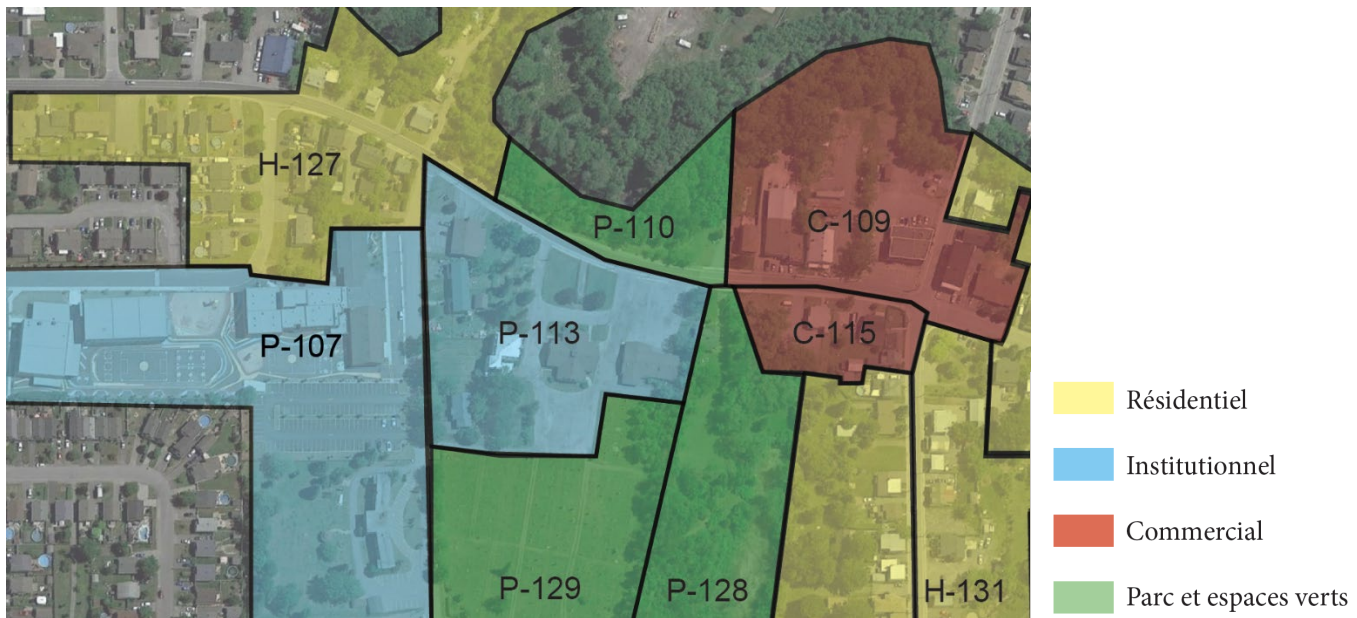 H-127
P-110
C-109
P-113
C-115
P-107
P-129
P-128
H-131
Résidentiel
Institutionnel
Commercial
Parc et espaces verts